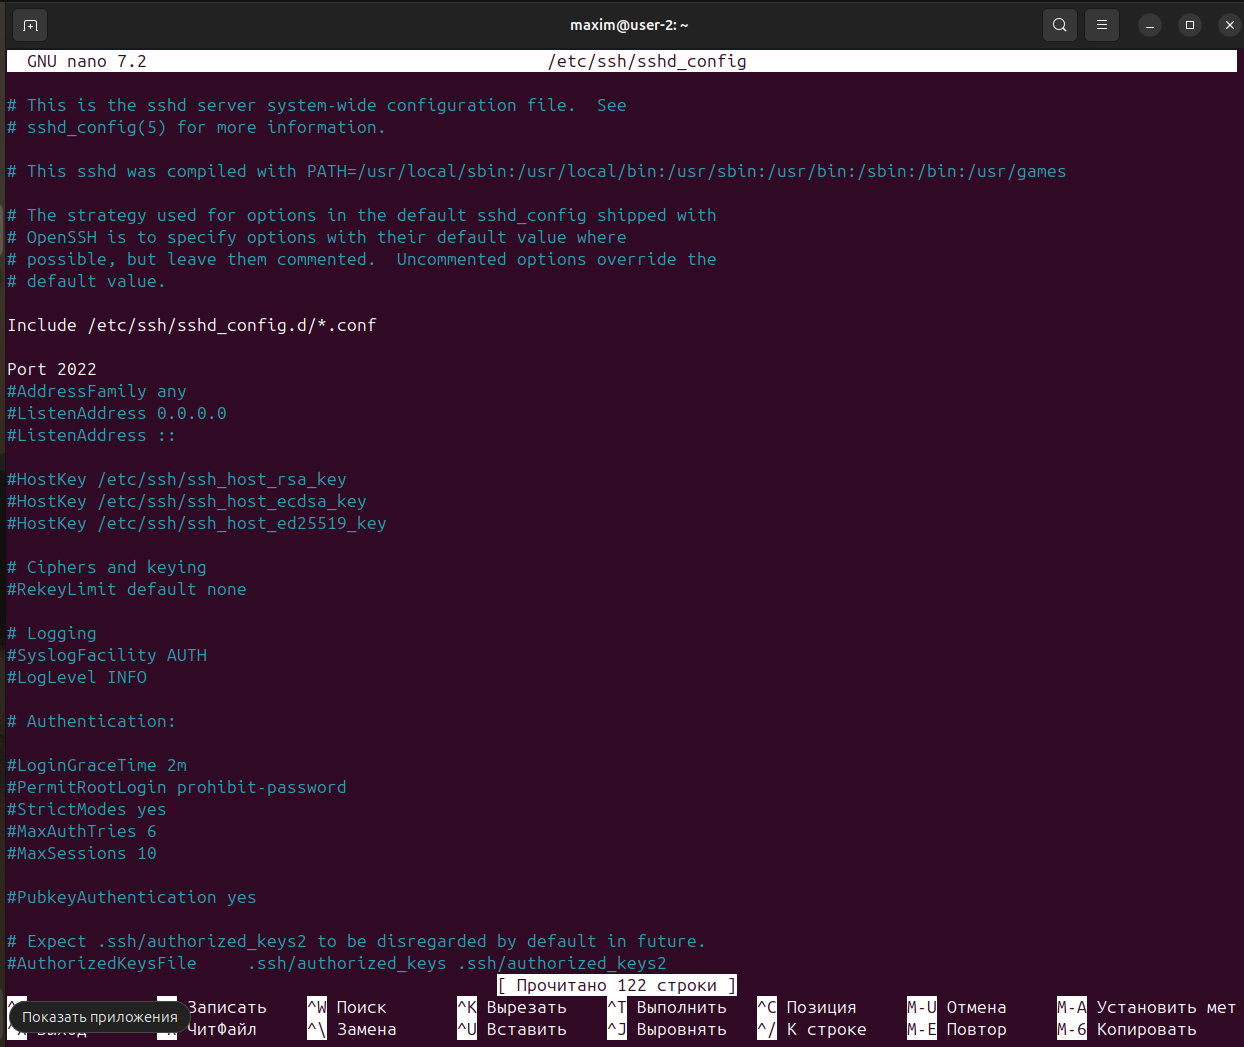 maxim@user-2: ~
GNU nano 7.2 /etc/ssh/sshd_config
# This is the sshd server system-wide configuration file.  See
# sshd_config(5) for more information.
# This sshd was compiled with PATH=/usr/local/sbin:/usr/local/bin:/usr/sbin:/usr/bin:/sbin:/bin:/usr/games
# The strategy used for options in the default sshd_config shipped with
# OpenSSH is to specify options with their default value where
# possible, but leave them commented.  Uncommented options override the
# default value.
Include /etc/ssh/sshd_config.d/*.conf
Port 2022
#AddressFamily any
#ListenAddress 0.0.0.0
#ListenAddress ::
#HostKey /etc/ssh/ssh_host_rsa_key
#HostKey /etc/ssh/ssh_host_ecdsa_key
#HostKey /etc/ssh/ssh_host_ed25519_key
# Ciphers and keying
#RekeyLimit default none
# Logging
#SyslogFacility AUTH
#LogLevel INFO
# Authentication:
#LoginGraceTime 2m
#PermitRootLogin prohibit-password
#StrictModes yes
#MaxAuthTries 6
#MaxSessions 10
#PubkeyAuthentication yes
# Expect .ssh/authorized_keys2 to be disregarded by default in future.
#AuthorizedKeysFile     .ssh/authorized_keys .ssh/authorized_keys2
[ Прочитано 122 строки ]
Записать ^W Поиск ^K Вырезать ^T Выполнить ^C Позиция M-U Отмена M-A Установить мет
Показать приложения
ЧитФайл ^\ Замена ^U Вставить ^J Выровнять ^/ К строке M-E Повтор M-6 Копировать